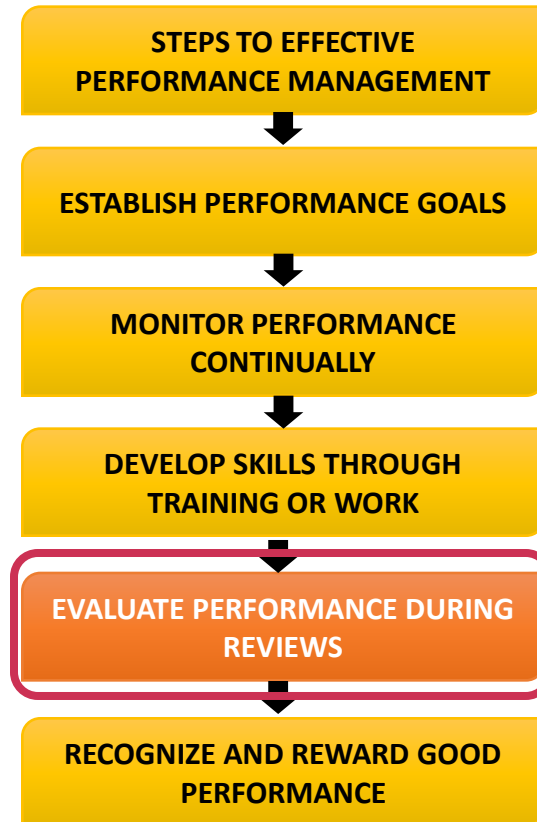 STEPS TO EFFECTIVE
PERFORMANCE MANAGEMENT
ESTABLISH PERFORMANCE GOALS
MONITOR PERFORMANCE
CONTINUALLY
DEVELOP SKILLS THROUGH
TRAINING OR WORK
EVALUATE PERFORMANCE DURING
REVIEWS
RECOGNIZE AND REWARD GOOD
PERFORMANCE